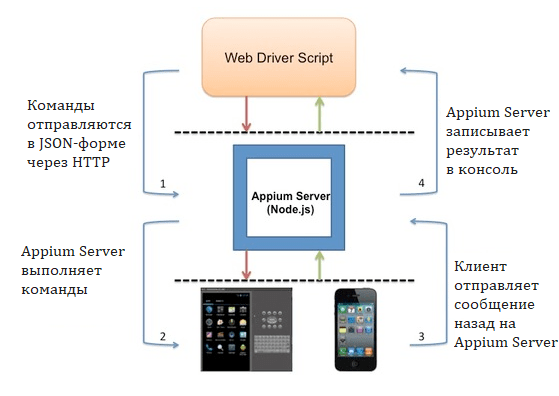 Web Driver Script
Команды
отправляются
в JSON-форме
через HTTP
1
Appium Server
записывает
результат
в консоль
4
Appium Server
(Node.js)
Appium Server
выполняет
команды
2
Клиент
отправляет
сообщение
назад на
Appium Server
3